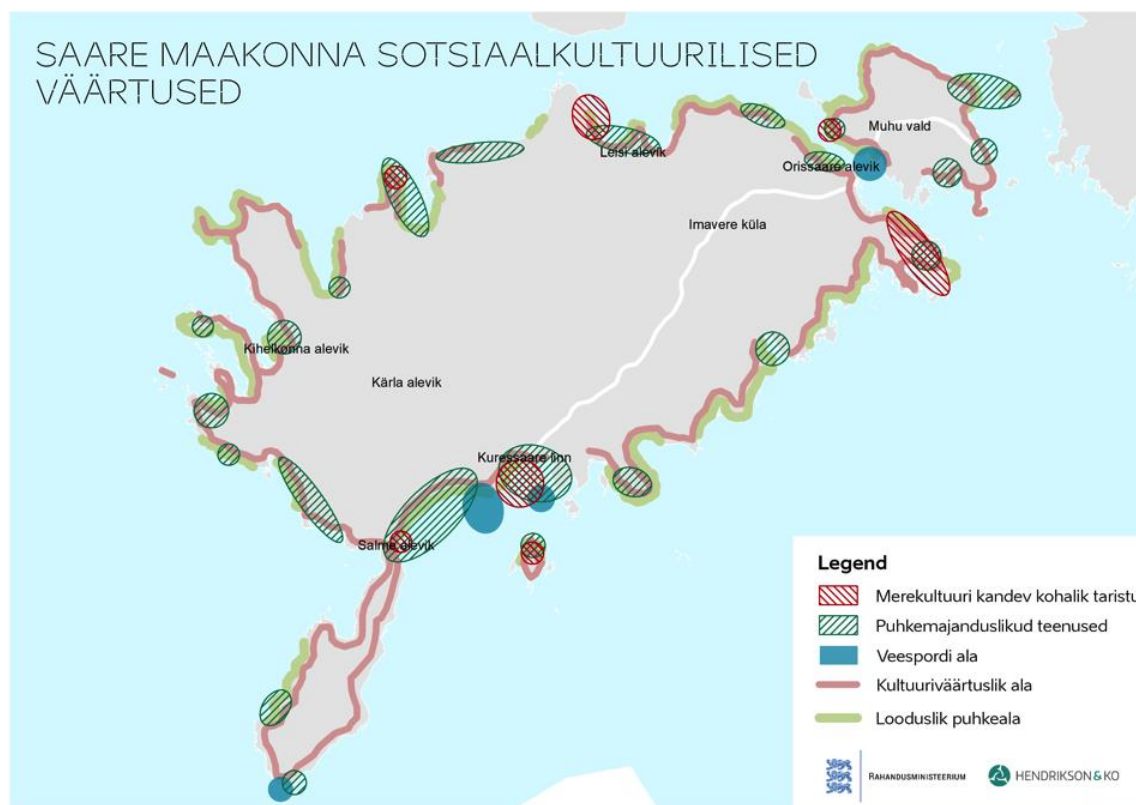 SAARE MAAKONNA SOTSIAALKULTUURILISED
VÄÄRTUSED
Muhu vald
Leisi alevik
Orissaare alevik
Imavere küla
Kihelkonna alevik
Kärla alevik
Kuressaare linn
Salme alevik
Legend
Merekultuuri kandev kohalik taristu
Puhkemajanduslikud teenused
Veespordi ala
Kultuuriväärtuslik ala
Looduslik puhkeala
RAHANDUSMINISTEERIUM
HENDRIKSON & KO